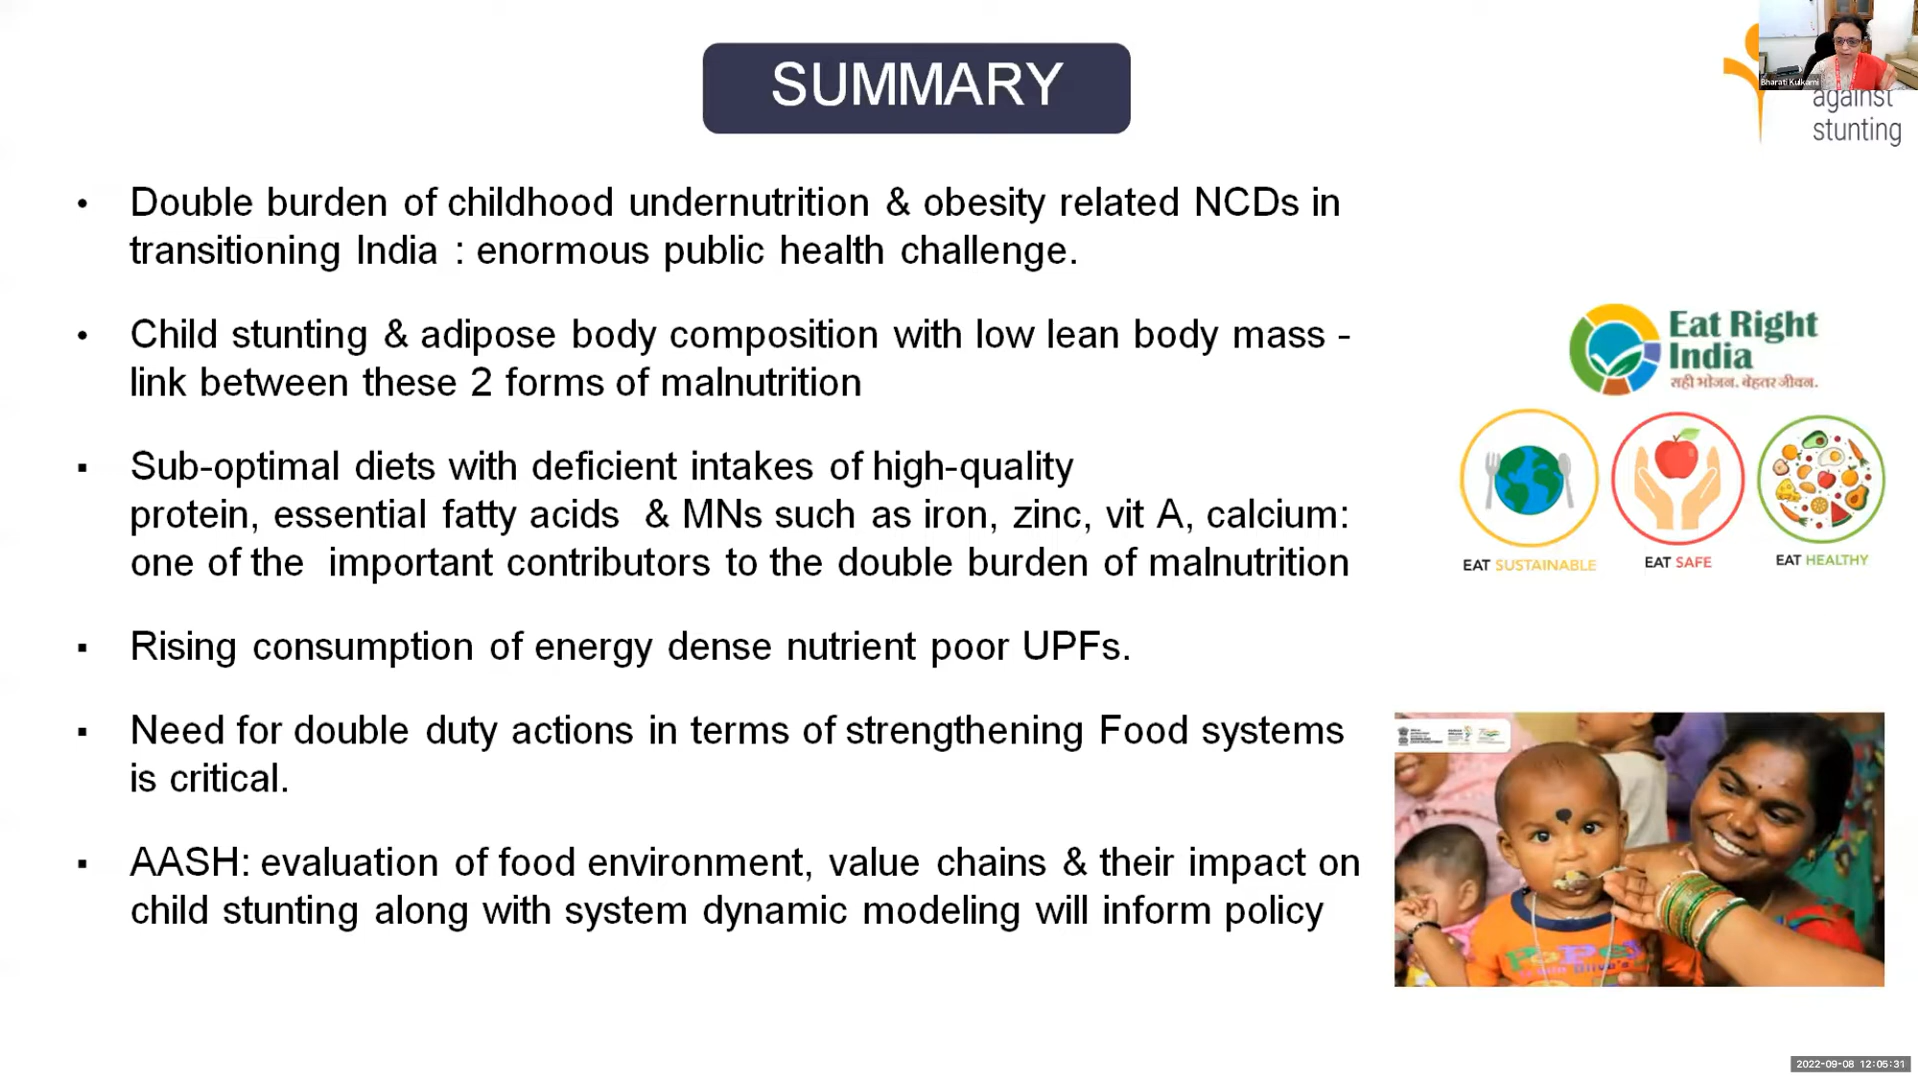 SUMMARY
Bharati Kulkarni
against
stunting
• Double burden of childhood undernutrition & obesity related NCDs in
transitioning India : enormous public health challenge.
• Child stunting & adipose body composition with low lean body mass -
link between these 2 forms of malnutrition
▪ Sub-optimal diets with deficient intakes of high-quality
protein, essential fatty acids & MNs such as iron, zinc, vit A, calcium:
one of the important contributors to the double burden of malnutrition
▪ Rising consumption of energy dense nutrient poor UPFs.
▪ Need for double duty actions in terms of strengthening Food systems
is critical.
▪ AASH: evaluation of food environment, value chains & their impact on
child stunting along with system dynamic modeling will inform policy
Eat Right
India
सही भोजन. बेहतर जीवन.
EAT SUSTAINABLE
EAT SAFE
EAT HEALTHY
2022-09-08 12:05:31